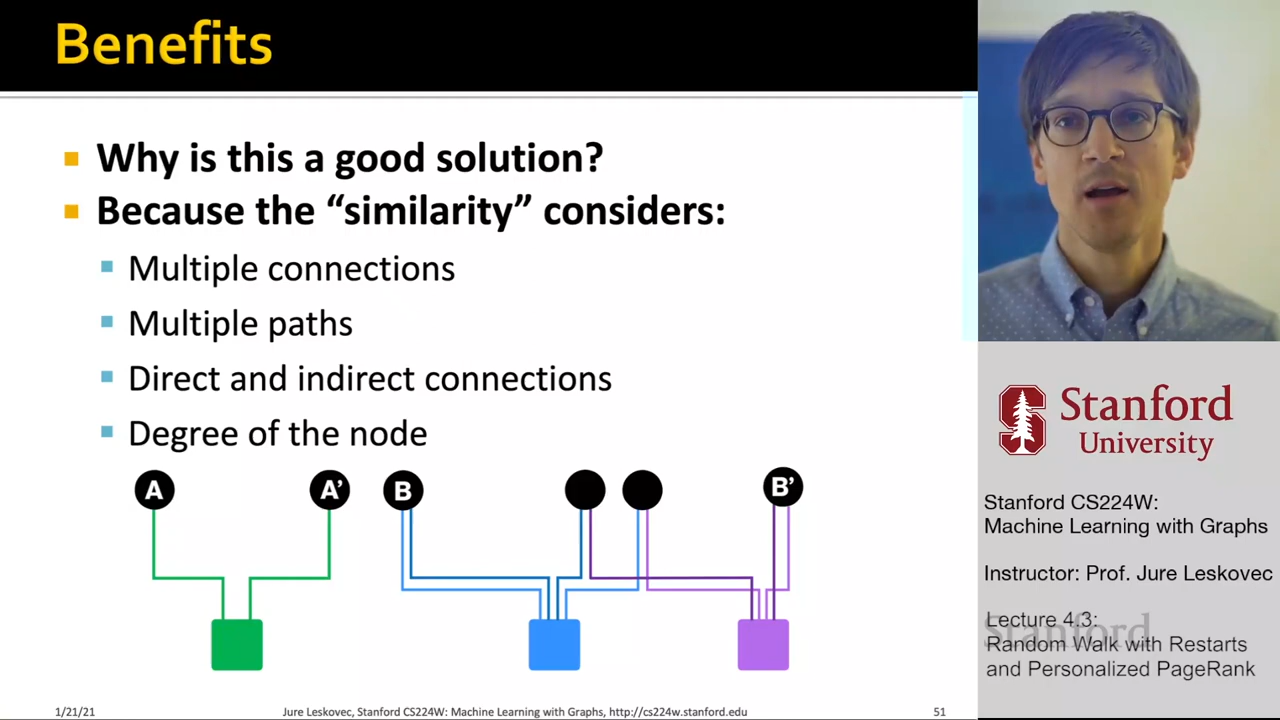 Benefits
Why is this a good solution?
Because the “similarity” considers:
Multiple connections
Multiple paths
Direct and indirect connections
Degree of the node
A
A’
B
B’
1/21/21
Jure Leskovec, Stanford CS224W: Machine Learning with Graphs, http://cs224w.stanford.edu
51
Stanford
University
Stanford CS224W:
Machine Learning with Graphs
Instructor: Prof. Jure Leskovec
Lecture 4.3:
Stanford
Random Walk with Restarts
and Personalized PageRank